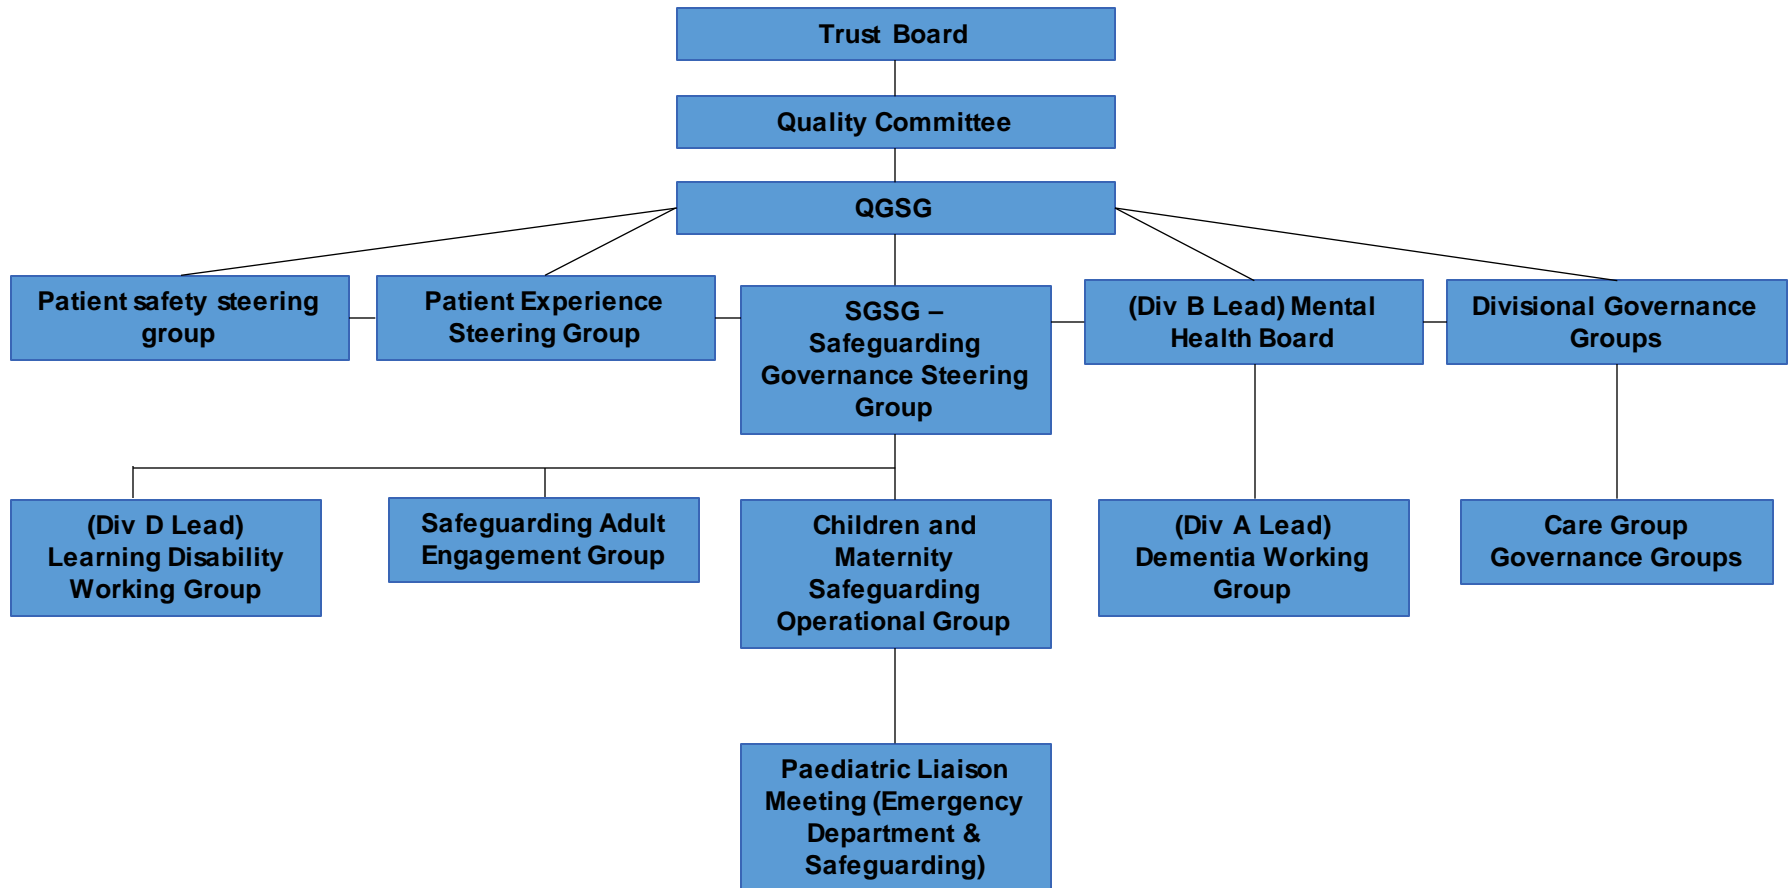 Trust Board
Quality Committee
QGSG
Patient safety steering
group
Patient Experience
Steering Group
SGSG –
Safeguarding
Governance Steering
Group
(Div B Lead) Mental
Health Board
Divisional Governance
Groups
(Div D Lead)
Learning Disability
Working Group
Safeguarding Adult
Engagement Group
Children and
Maternity
Safeguarding
Operational Group
(Div A Lead)
Dementia Working
Group
Care Group
Governance Groups
Paediatric Liaison
Meeting (Emergency
Department &
Safeguarding)